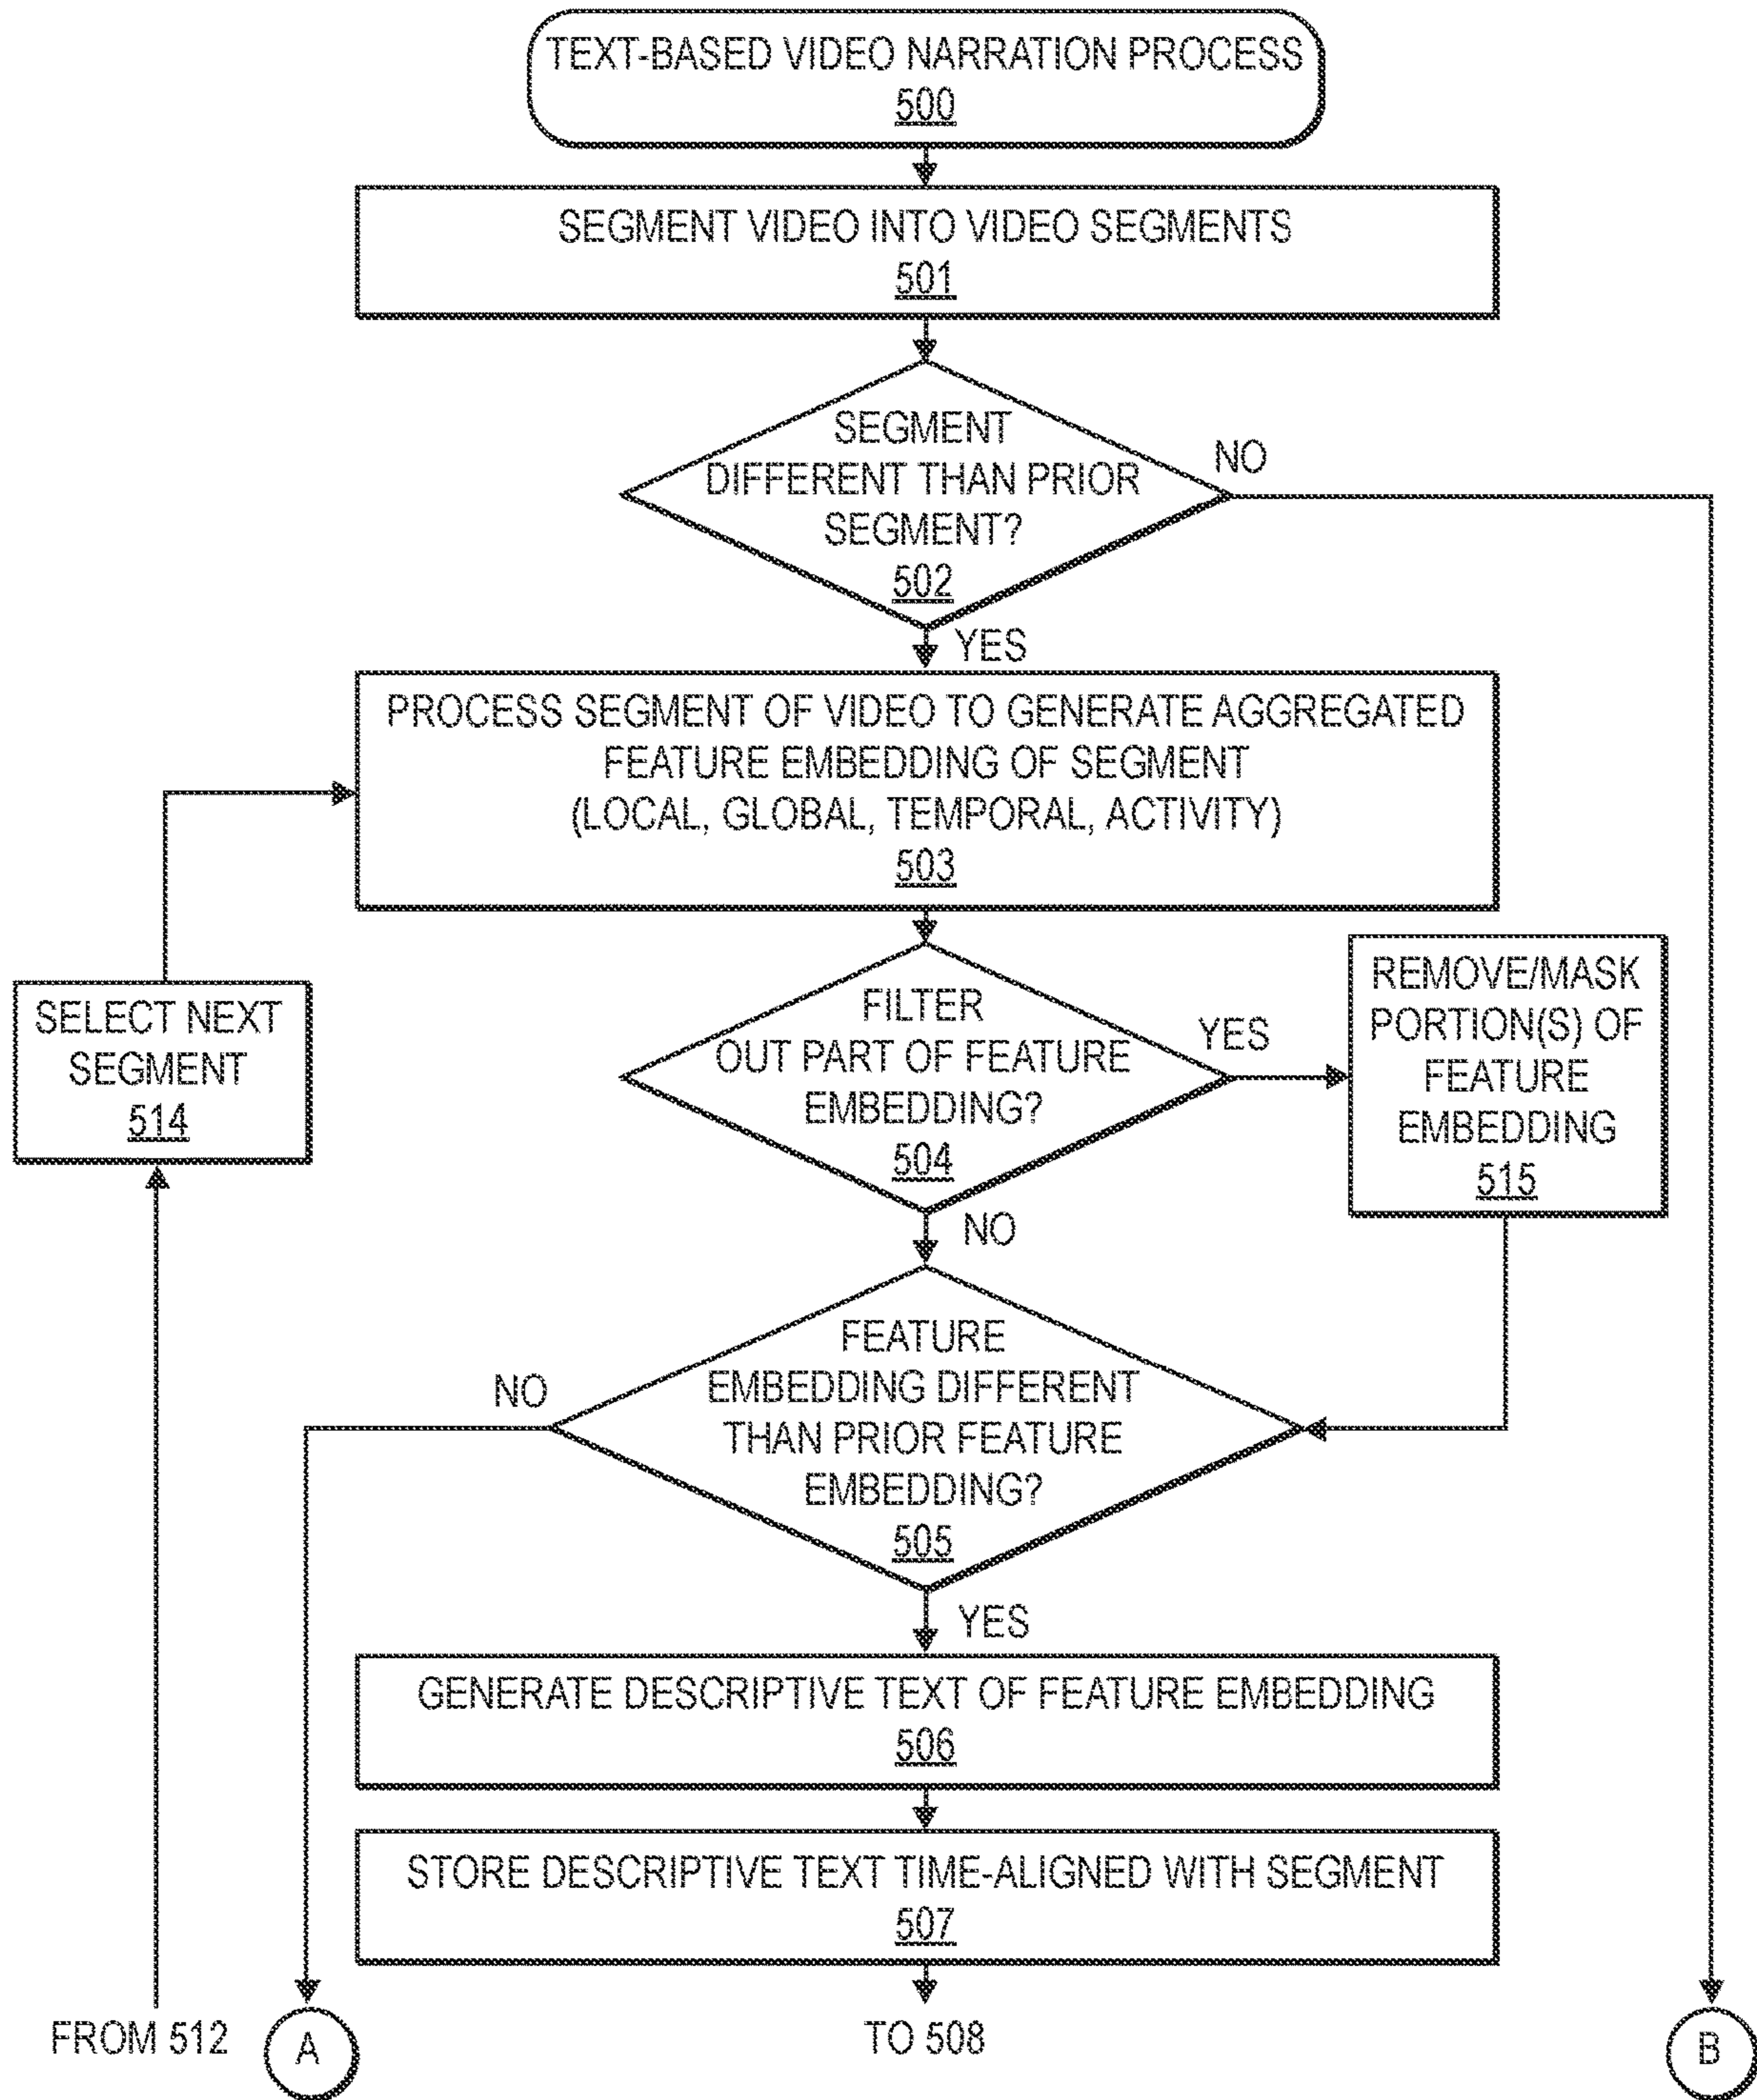 TEXT-BASED VIDEO NARRATION PROCESS
500
SEGMENT VIDEO INTO VIDEO SEGMENTS
501
SEGMENT
DIFFERENT THAN PRIOR
SEGMENT?
502
NO
YES
PROCESS SEGMENT OF VIDEO TO GENERATE AGGREGATED
FEATURE EMBEDDING OF SEGMENT
(LOCAL, GLOBAL, TEMPORAL, ACTIVITY)
503
SELECT NEXT
SEGMENT
514
FILTER
OUT PART OF FEATURE
EMBEDDING?
504
YES
REMOVE/MASK
PORTION(S) OF
FEATURE
EMBEDDING
515
NO
FEATURE
EMBEDDING DIFFERENT
THAN PRIOR FEATURE
EMBEDDING?
505
NO
YES
GENERATE DESCRIPTIVE TEXT OF FEATURE EMBEDDING
506
STORE DESCRIPTIVE TEXT TIME-ALIGNED WITH SEGMENT
507
FROM 512
A
TO 508
B